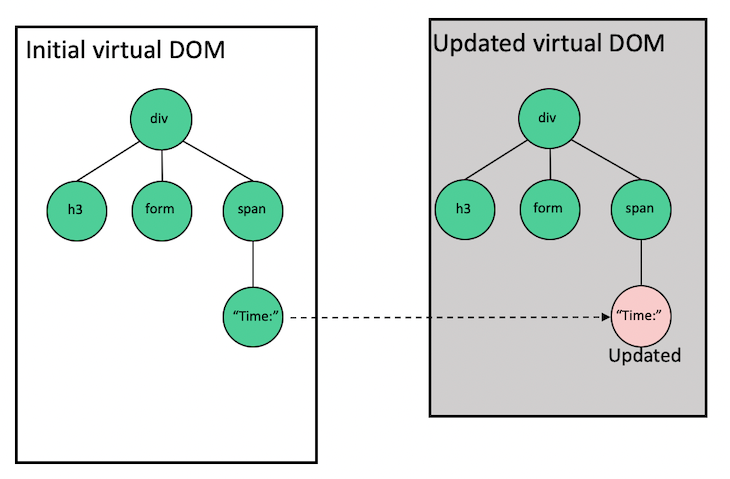 Initial virtual DOM
div
h3
form
span
“Time:”
Updated virtual DOM
div
h3
form
span
“Time:”
Updated